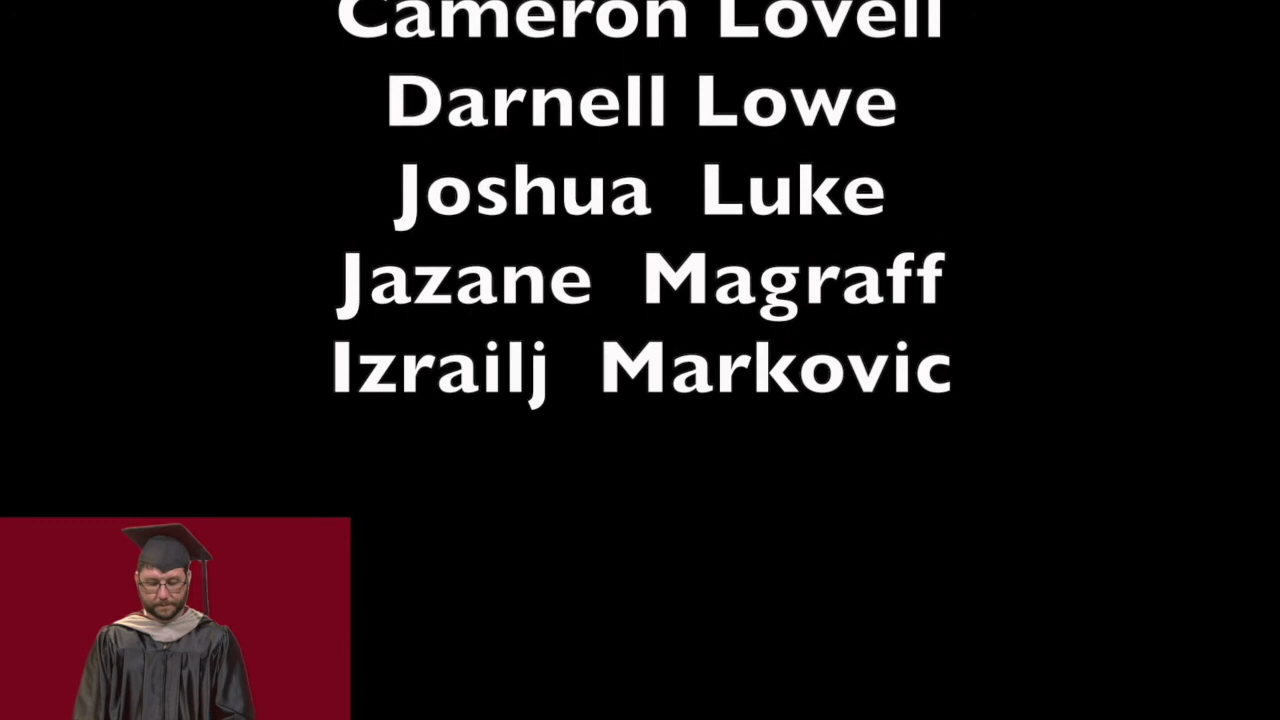 Cameron Lovell
Darnell Lowe
Joshua  Luke
Jazane  Magraff
Izrailj  Markovic